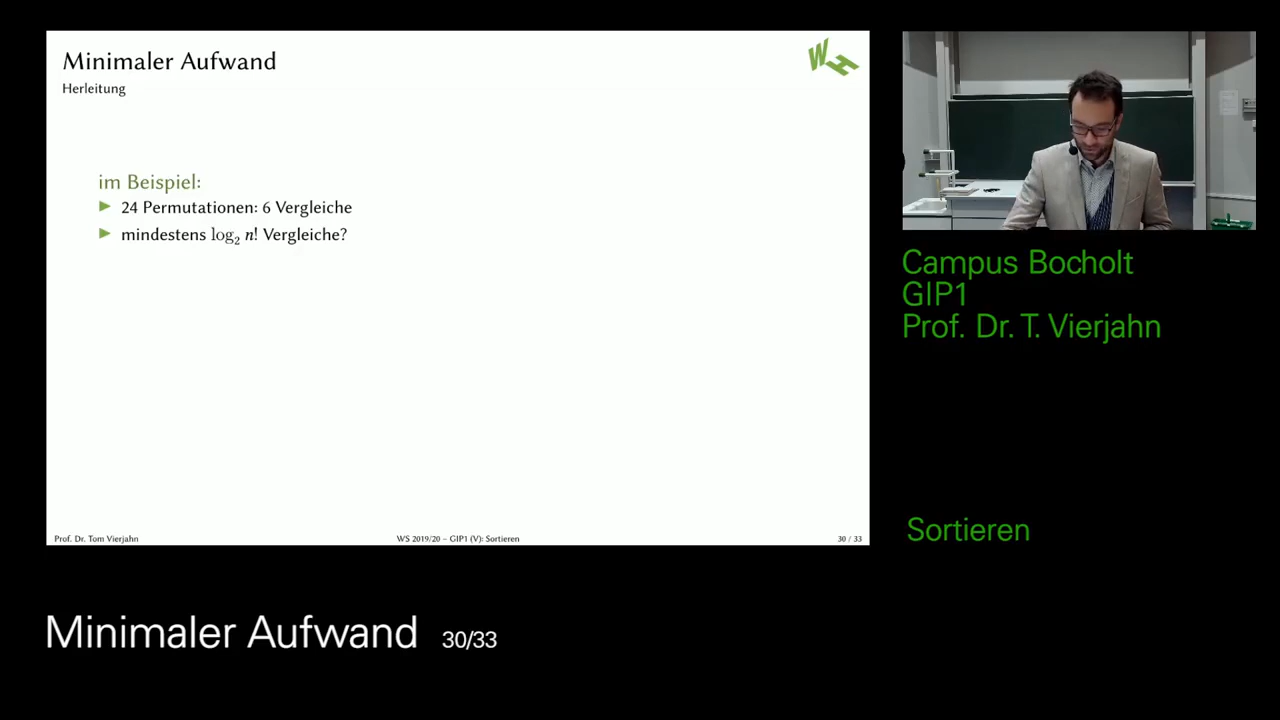 Minimaler Aufwand
Herleitung
WH
im Beispiel:
24 Permutationen: 6 Vergleiche
mindestens log₂ n! Vergleiche?
Prof. Dr. Tom Vierjahn
WS 2019/20 – GIP1 (V): Sortieren
30 / 33
Campus Bocholt
GIP1
Prof. Dr. T. Vierjahn
Sortieren
Minimaler Aufwand 30/33